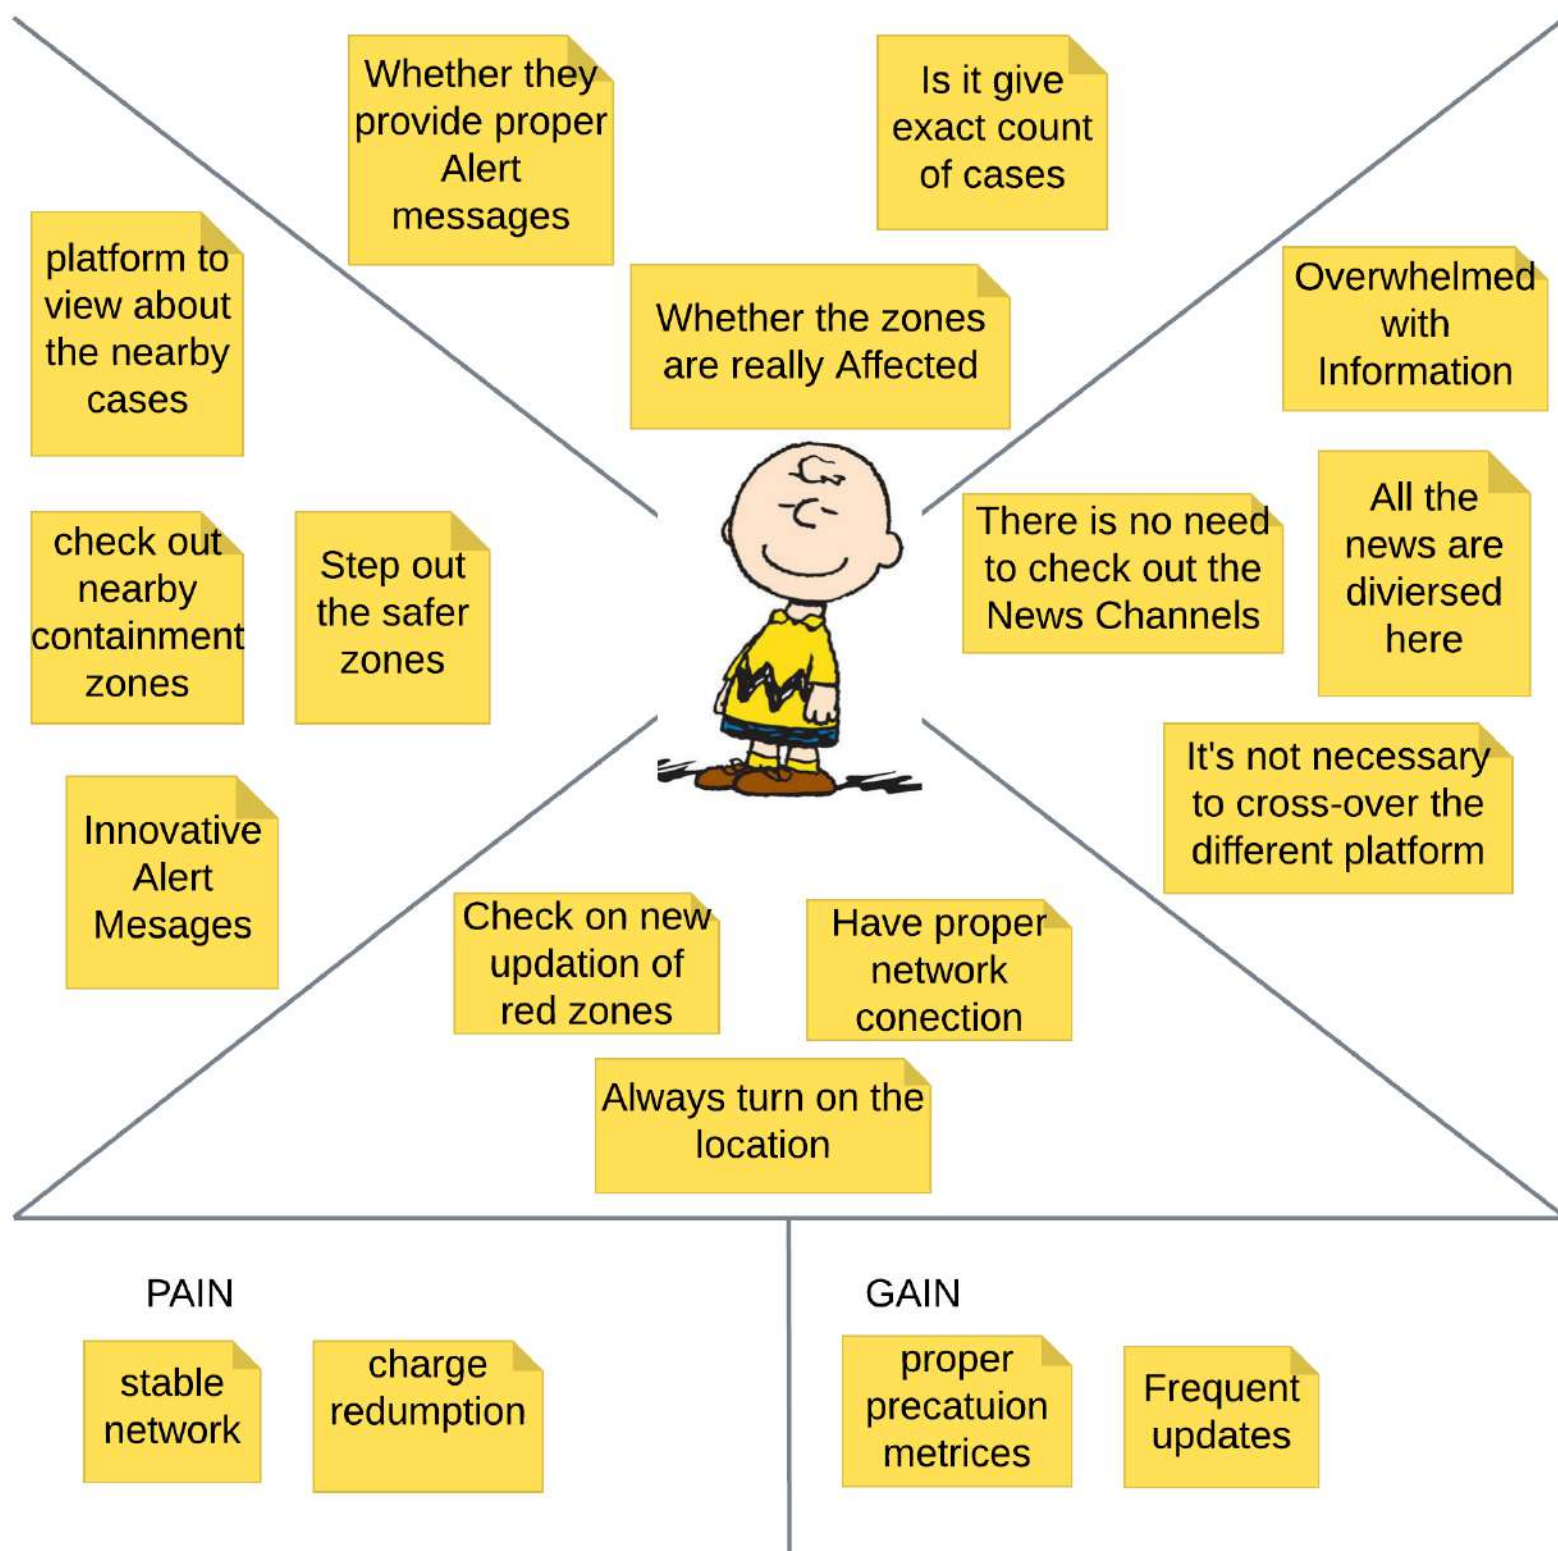 Whether they
provide proper
Alert
messages
Is it give
exact count
of cases
Whether the zones
are really Affected
platform to
view about
the nearby
cases
check out
nearby
containment
zones
Step out
the safer
zones
Innovative
Alert
Mesages
Overwhelmed
with
Information
There is no need
to check out the
News Channels
All the
news are
diviersed
here
It's not necessary
to cross-over the
different platform
Check on new
updation of
red zones
Have proper
network
conection
Always turn on the
location
PAIN
stable
network
charge
redumption
GAIN
proper
precatuion
metrices
Frequent
updates